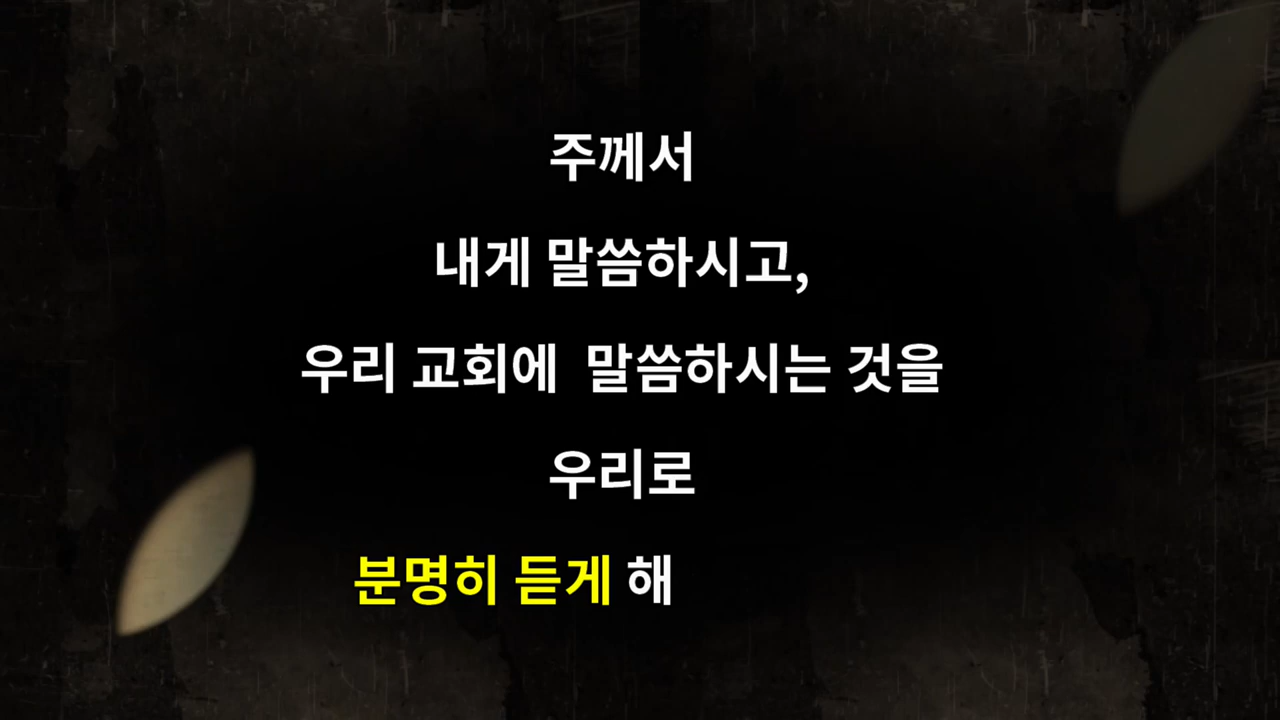 주께서
내게 말씀하시고,
우리 교회에 말씀하시는 것을
우리로
분명히 듣게 해